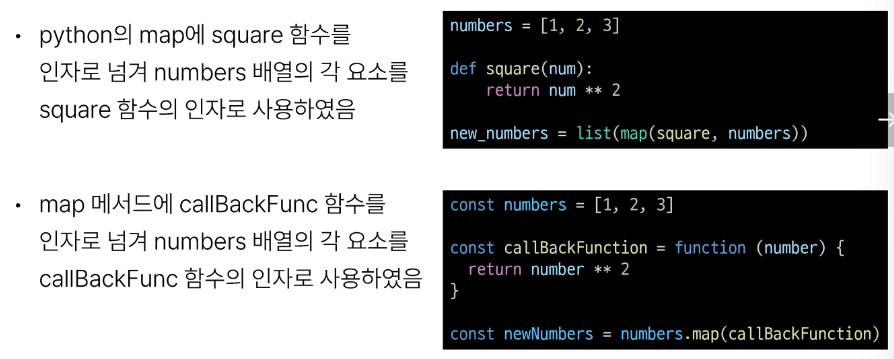 • python의 map에 square 함수를
인자로 넘겨 numbers 배열의 각 요소를
square 함수의 인자로 사용하였음
numbers = [1, 2, 3]
def square(num):
    return num ** 2
new_numbers = list(map(square, numbers))
• map 메서드에 callBackFunc 함수를
인자로 넘겨 numbers 배열의 각 요소를
callBackFunc 함수의 인자로 사용하였음
const numbers = [1, 2, 3]
const callBackFunction = function (number) {
  return number ** 2
}
const newNumbers = numbers.map(callBackFunction)